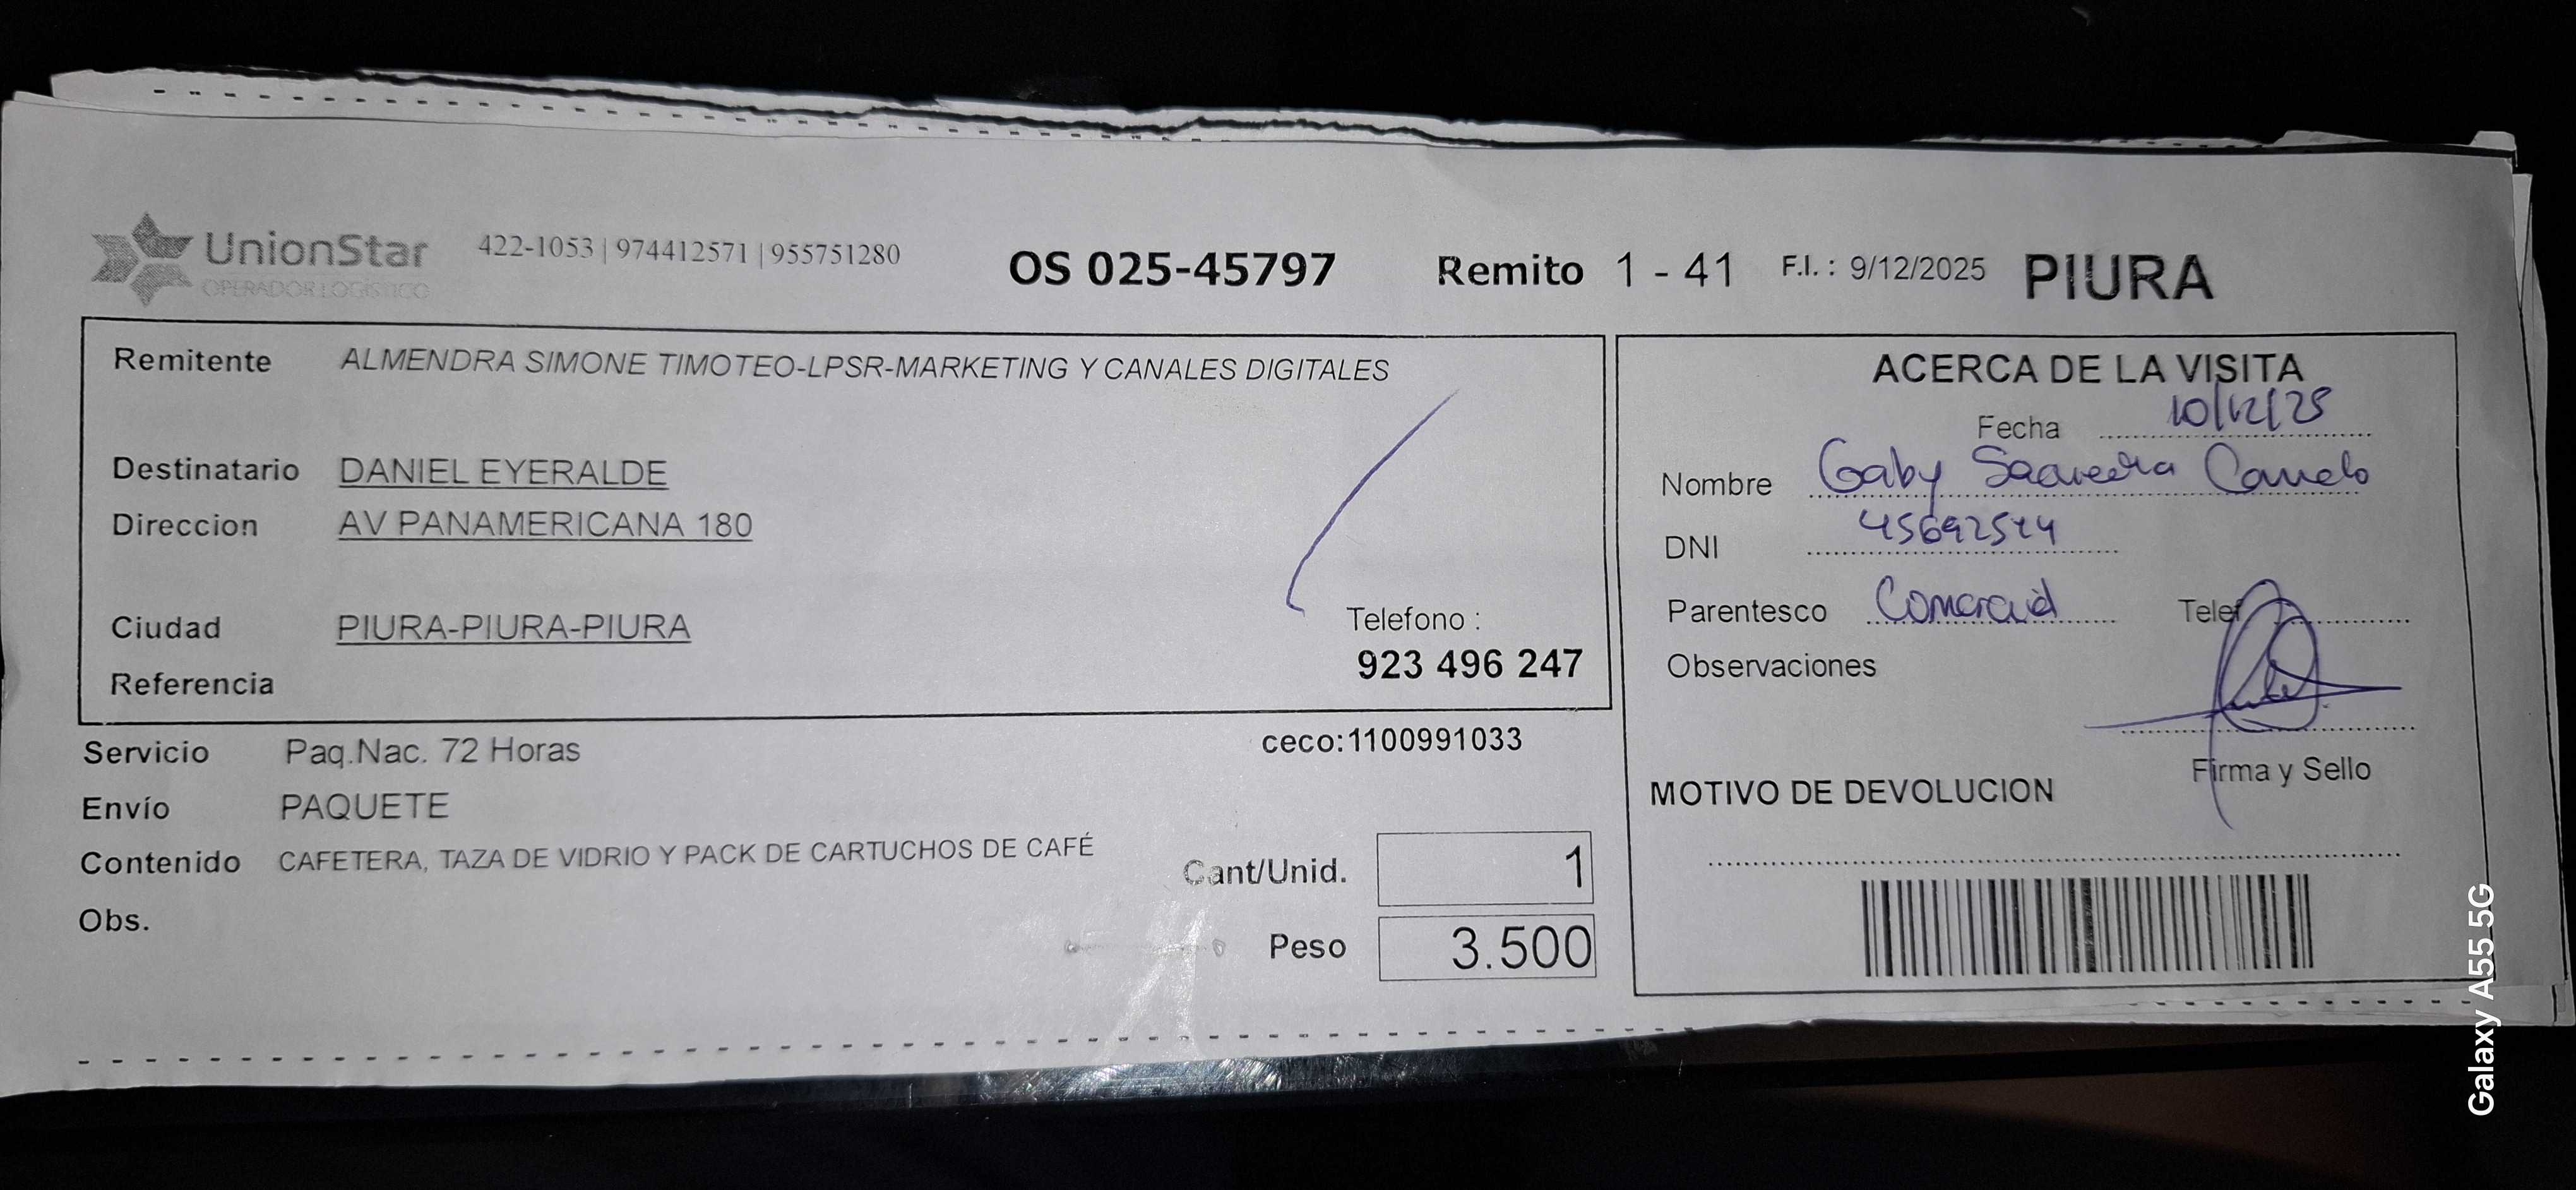 UnionStar
OPERADOR LOGÍSTICO
422-1053 | 974412571 | 955751280
OS 025-45797 Remito 1 - 41 F.I. : 9/12/2025 PIURA
Remitente ALMENDRA SIMONE TIMOTEO-LPSR-MARKETING Y CANALES DIGITALES
Destinatario DANIEL EYERALDE
Direccion AV PANAMERICANA 180
Ciudad PIURA-PIURA-PIURA
Telefono :
923 496 247
Referencia
Servicio Paq.Nac. 72 Horas
ceco:1100991033
Envío PAQUETE
Contenido CAFETERA, TAZA DE VIDRIO Y PACK DE CARTUCHOS DE CAFÉ
Cant/Unid. 1
Obs.
Peso 3.500
ACERCA DE LA VISITA
Fecha 10/12/25
Nombre Gaby Saavedra
DNI
Parentesco
Telef
Observaciones
Firma y Sello
MOTIVO DE DEVOLUCION
Galaxy A55 5G